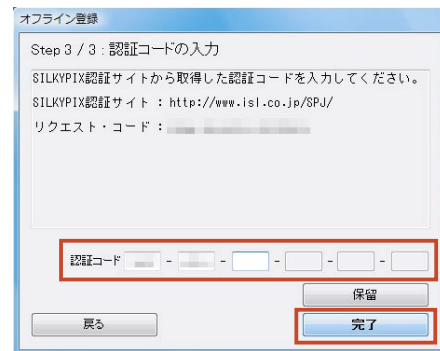 オフライン登録
Step 3 / 3 : 認証コードの入力
SILKYPIX認証サイトから取得した認証コードを入力してください。
SILKYPIX認証サイト : http://www.isl.co.jp/SPJ/
リクエスト・コード :
認証コード - - - - -
保留
戻る 完了